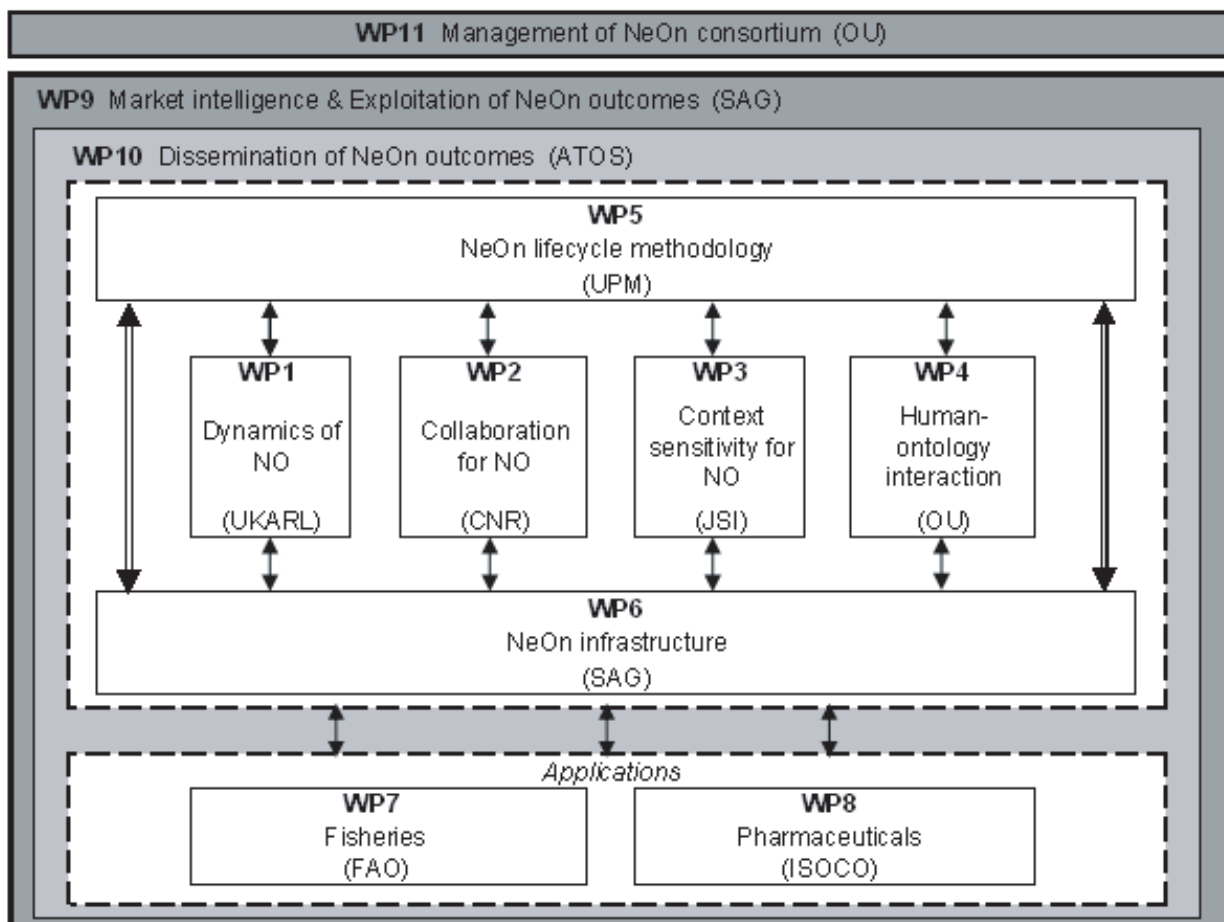 WP11 Management of NeOn consortium (OU)
WP9 Market intelligence & Exploitation of NeOn outcomes (SAG)
WP10 Dissemination of NeOn outcomes (ATOS)
WP5
NeOn lifecycle methodology
(UPM)
WP1
Dynamics of
NO
(UKARL)
WP2
Collaboration
for NO
(CNR)
WP3
Context
sensitivity for
NO
(JSI)
WP4
Human-
ontology
interaction
(OU)
WP6
NeOn infrastructure
(SAG)
Applications
WP7
Fisheries
(FAO)
WP8
Pharmaceuticals
(ISOCO)